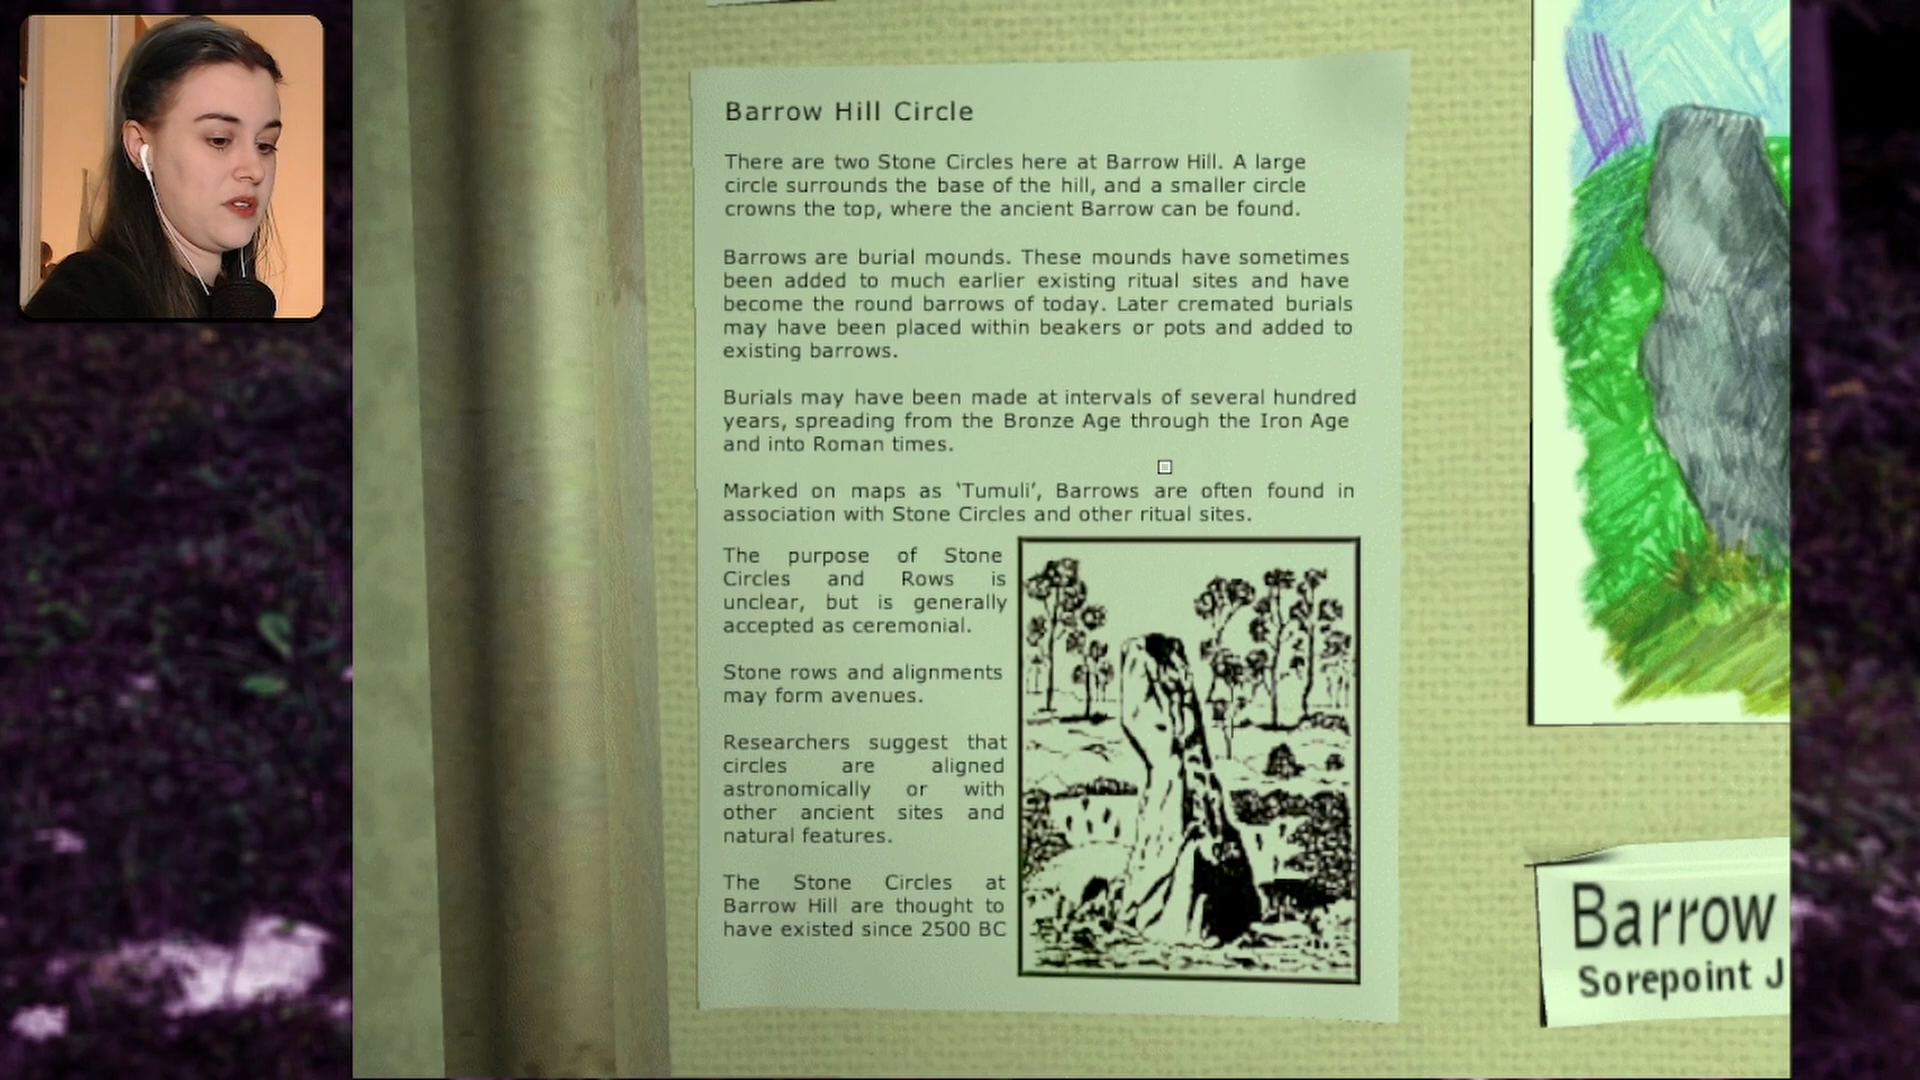 Barrow Hill Circle
There are two Stone Circles here at Barrow Hill. A large
circle surrounds the base of the hill, and a smaller circle
crowns the top, where the ancient Barrow can be found.
Barrows are burial mounds. These mounds have sometimes
been added to much earlier existing ritual sites and have
become the round barrows of today. Later cremated burials
may have been placed within beakers or pots and added to
existing barrows.
Burials may have been made at intervals of several hundred
years, spreading from the Bronze Age through the Iron Age
and into Roman times.
Marked on maps as ‘Tumuli’, Barrows are often found in
association with Stone Circles and other ritual sites.
The purpose of Stone
Circles and Rows is
unclear, but is generally
accepted as ceremonial.
Stone rows and alignments
may form avenues.
Researchers suggest that
circles are aligned
astronomically or with
other ancient sites and
natural features.
The Stone Circles at
Barrow Hill are thought to
have existed since 2500 BC
Barrow
Sorepoint J